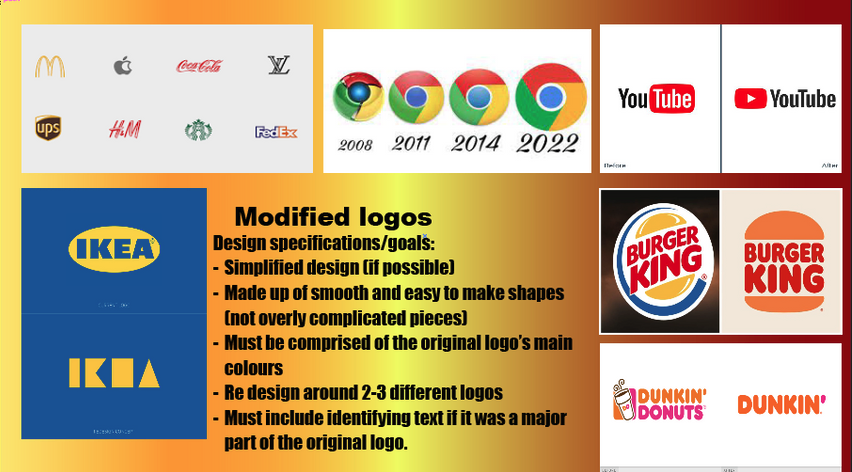 Coca-Cola
LV
ups
H&M
FedEx
2008 2011 2014 2022
YouTube
YouTube
Before
After
IKEA
IKEA
Modified logos
Design specifications/goals:
- Simplified design (if possible)
- Made up of smooth and easy to make shapes
(not overly complicated pieces)
- Must be comprised of the original logo's main
colours
- Re design around 2-3 different logos
- Must include identifying text if it was a major
part of the original logo.
BURGER
KING
BURGER
KING
DUNKIN'
DONUTS
DUNKIN'